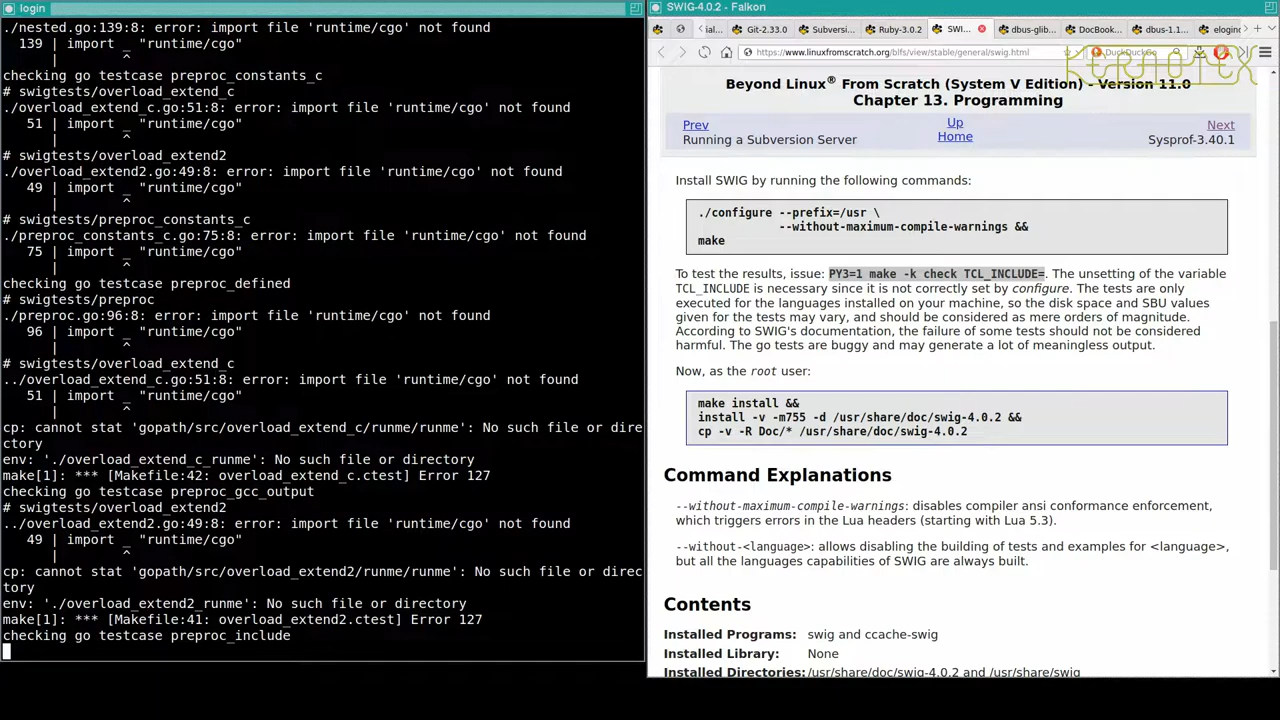 login
./nested.go:139:8: error: import file 'runtime/cgo' not found
139 | import _ "runtime/cgo"
| ^
checking go testcase preproc_constants_c
# swigtests/overload_extend_c
./overload_extend_c.go:51:8: error: import file 'runtime/cgo' not found
51 | import _ "runtime/cgo"
| ^
# swigtests/overload_extend2
./overload_extend2.go:49:8: error: import file 'runtime/cgo' not found
49 | import _ "runtime/cgo"
| ^
# swigtests/preproc_constants_c
./preproc_constants_c.go:75:8: error: import file 'runtime/cgo' not found
75 | import _ "runtime/cgo"
| ^
checking go testcase preproc_defined
# swigtests/preproc
./preproc.go:96:8: error: import file 'runtime/cgo' not found
96 | import _ "runtime/cgo"
| ^
# swigtests/overload_extend_c
../overload_extend_c.go:51:8: error: import file 'runtime/cgo' not found
51 | import _ "runtime/cgo"
| ^
cp: cannot stat 'gopath/src/overload_extend_c/runme/runme': No such file or dire
ctory
env: './overload_extend_c_runme': No such file or directory
make[1]: *** [Makefile:42: overload_extend_c.ctest] Error 127
checking go testcase preproc_gcc_output
# swigtests/overload_extend2
../overload_extend2.go:49:8: error: import file 'runtime/cgo' not found
49 | import _ "runtime/cgo"
| ^
cp: cannot stat 'gopath/src/overload_extend2/runme/runme': No such file or direc
tory
env: './overload_extend2_runme': No such file or directory
make[1]: *** [Makefile:41: overload_extend2.ctest] Error 127
checking go testcase preproc_include
SWIG-4.0.2 - Falkon
ial... Git-2.33.0 Subversi... Ruby-3.0.2 SWI... dbus-glib... DocBook... dbus-1.1... elogind
https://www.linuxfromscratch.org/blfs/view/stable/general/swig.html DuckDuckGo
KERNOTEX
Beyond Linux® From Scratch (System V Edition) - Version 11.0
Chapter 13. Programming
Prev Up Next
Running a Subversion Server Home Sysprof-3.40.1
Install SWIG by running the following commands:
./configure --prefix=/usr \
--without-maximum-compile-warnings &&
make
To test the results, issue: PY3=1 make -k check TCL_INCLUDE=. The unsetting of the variable
TCL_INCLUDE is necessary since it is not correctly set by configure. The tests are only
executed for the languages installed on your machine, so the disk space and SBU values
given for the tests may vary, and should be considered as mere orders of magnitude.
According to SWIG's documentation, the failure of some tests should not be considered
harmful. The go tests are buggy and may generate a lot of meaningless output.
Now, as the root user:
make install &&
install -v -m755 -d /usr/share/doc/swig-4.0.2 &&
cp -v -R Doc/* /usr/share/doc/swig-4.0.2
Command Explanations
--without-maximum-compile-warnings: disables compiler ansi conformance enforcement,
which triggers errors in the Lua headers (starting with Lua 5.3).
--without-<language>: allows disabling the building of tests and examples for <language>,
but all the languages capabilities of SWIG are always built.
Contents
Installed Programs: swig and ccache-swig
Installed Library: None
Installed Directories: /usr/share/doc/swig-4.0.2 and /usr/share/swig